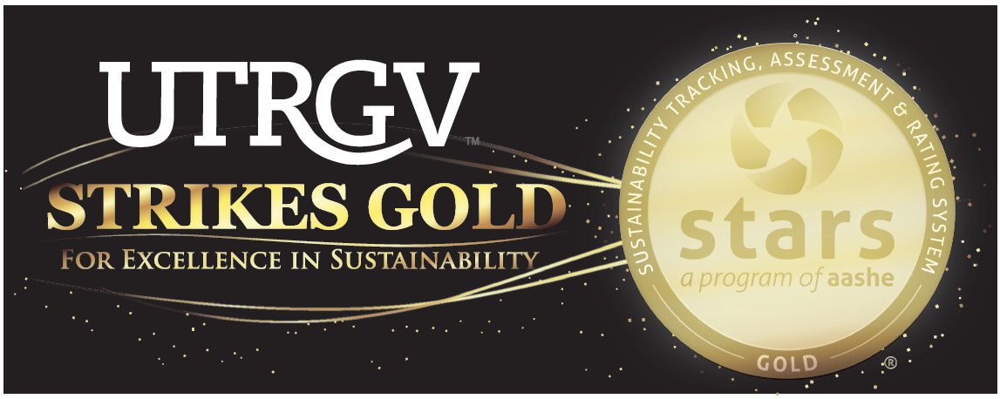 UTRGV™
STRIKES GOLD
FOR EXCELLENCE IN SUSTAINABILITY
SUSTAINABILITY TRACKING, ASSESSMENT & RATING SYSTEM
stars
a program of aashe
GOLD
®